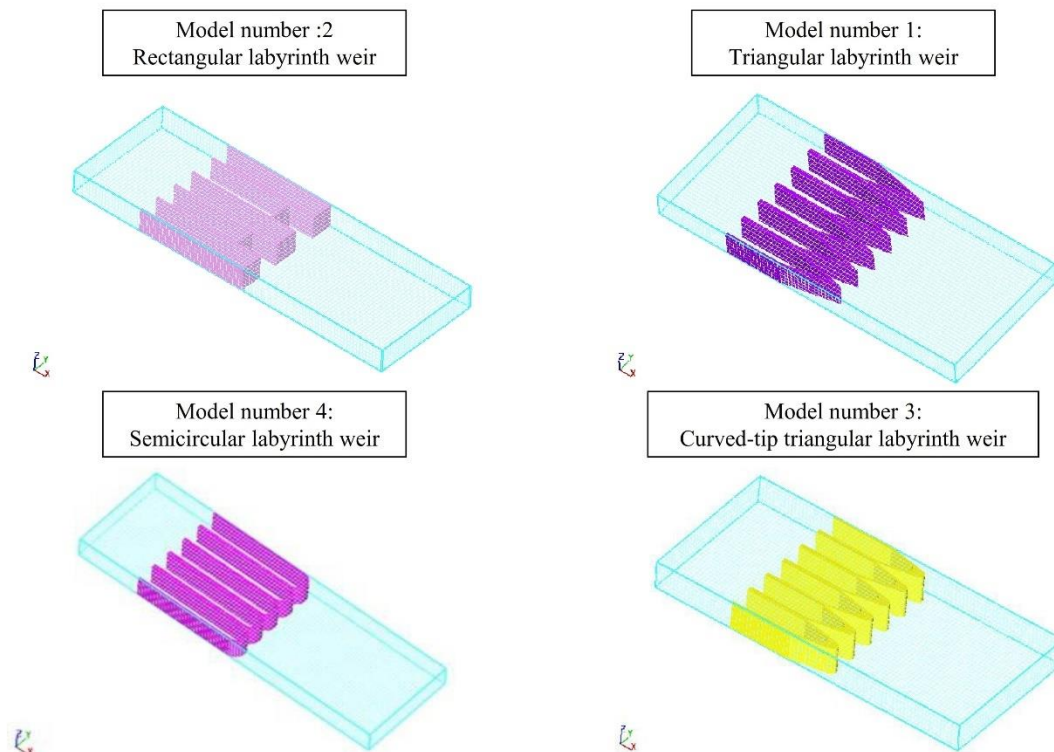 Model number :2
Rectangular labyrinth weir
Model number 1:
Triangular labyrinth weir
Z
Y
X
Z
Y
X
Model number 4:
Semicircular labyrinth weir
Model number 3:
Curved-tip triangular labyrinth weir
Z
Y
X
Z
Y
X